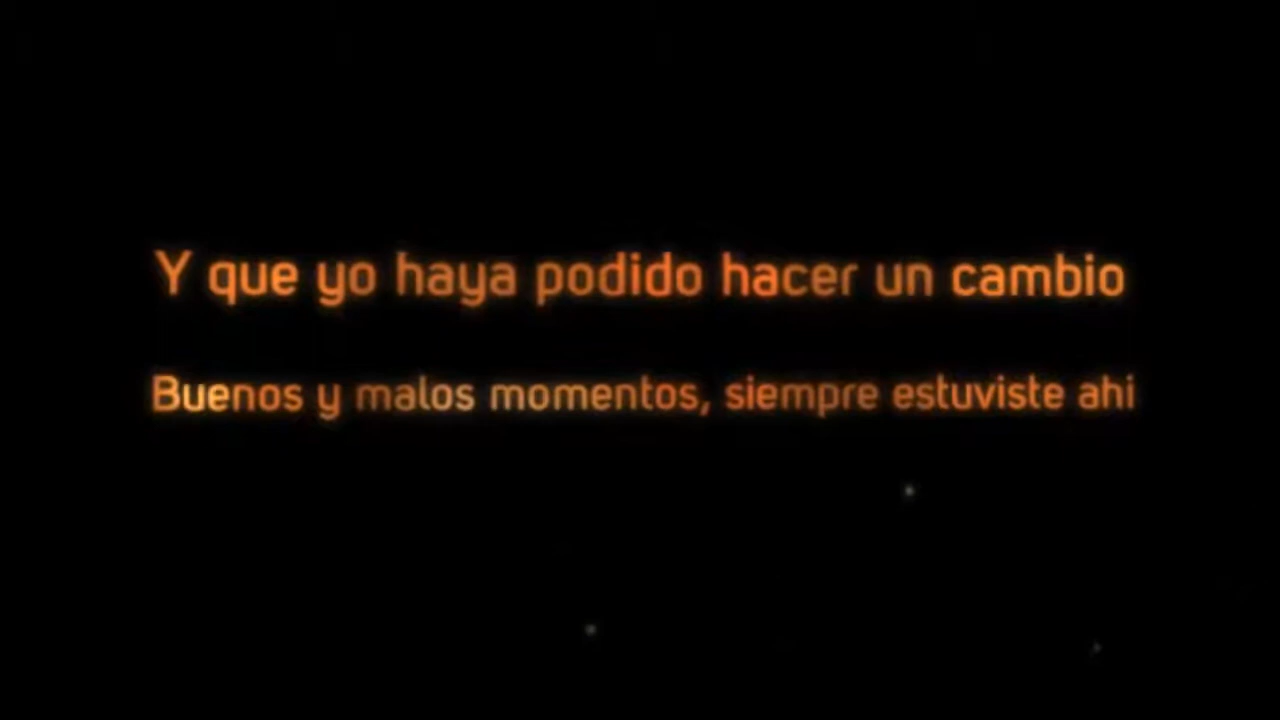 Y que yo haya podido hacer un cambio
Buenos y malos momentos, siempre estuviste ahi